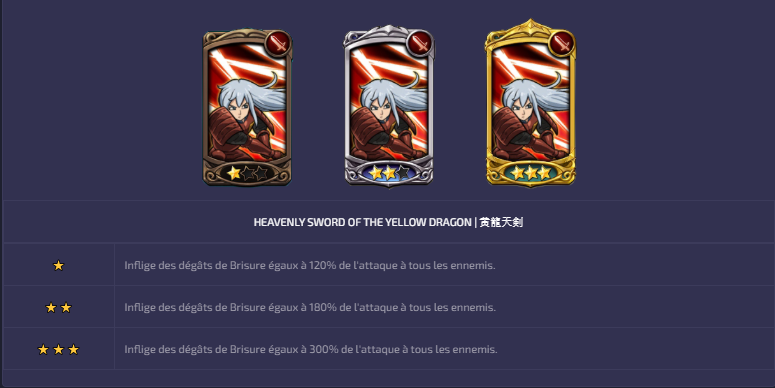 HEAVENLY SWORD OF THE YELLOW DRAGON | 黄龍天剣
Inflige des dégâts de Brisure égaux à 120% de l'attaque à tous les ennemis.
Inflige des dégâts de Brisure égaux à 180% de l'attaque à tous les ennemis.
Inflige des dégâts de Brisure égaux à 300% de l'attaque à tous les ennemis.